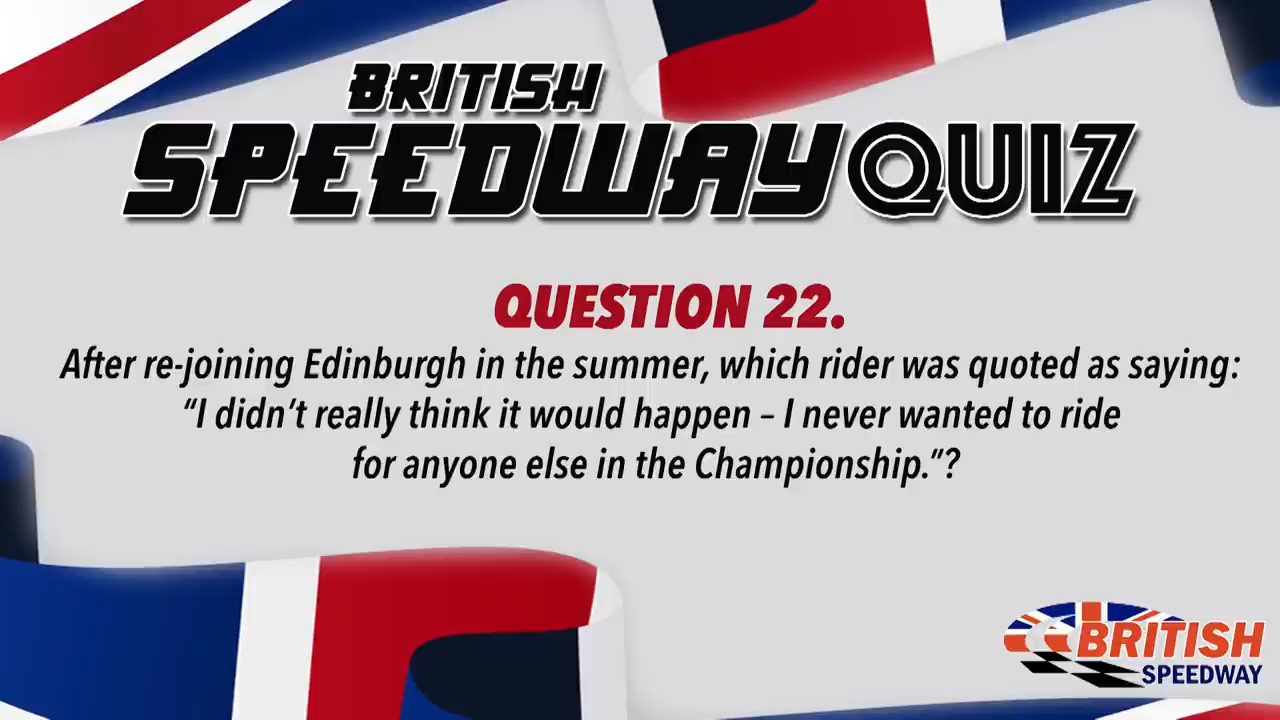 BRITISH
SPEEDWAY QUIZ
QUESTION 22.
After re-joining Edinburgh in the summer, which rider was quoted as saying:
“I didn’t really think it would happen – I never wanted to ride
for anyone else in the Championship.”?
BRITISH
SPEEDWAY